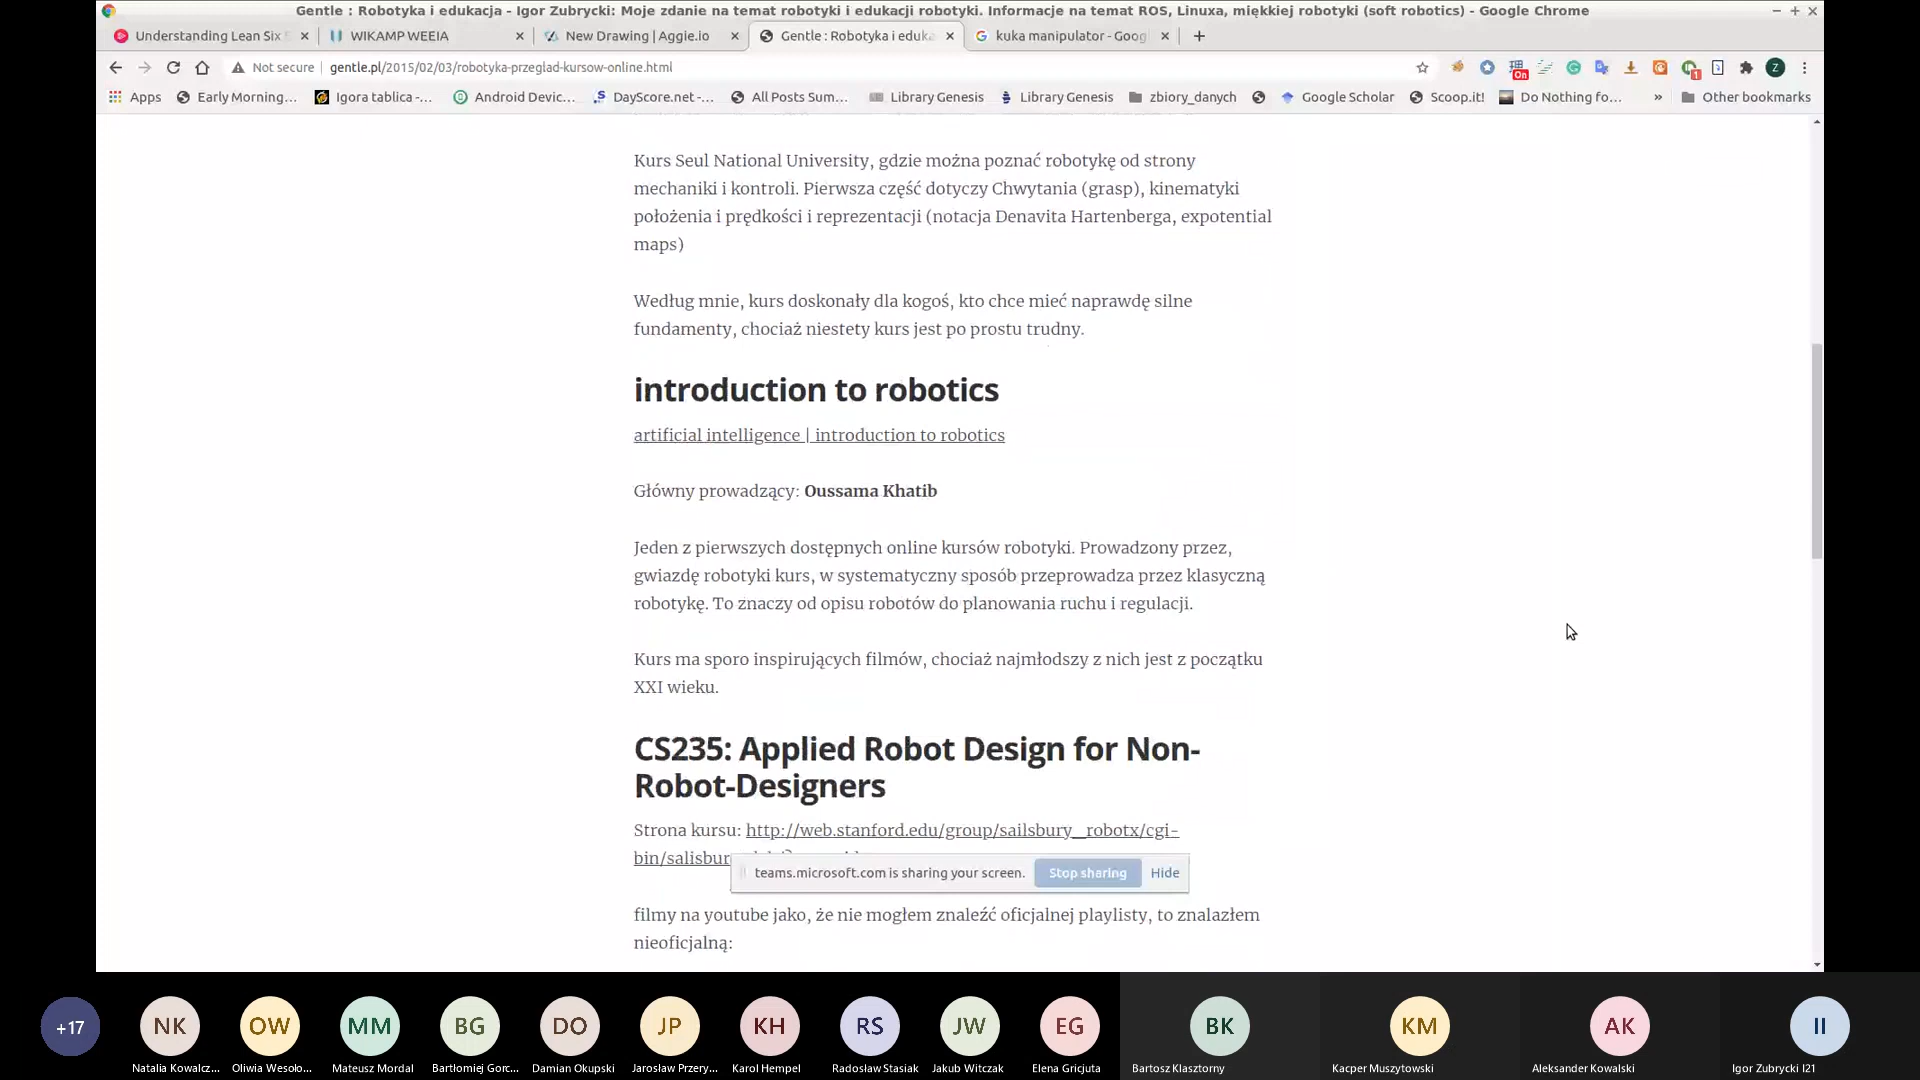 Gentle : Robotyka i edukacja - Igor Zubrycki: Moje zdanie na temat robotyki i edukacji robotyki. Informacje na temat ROS, Linuxa, miękkiej robotyki (soft robotics) - Google Chrome
Understanding Lean Six S
WIKAMP WEEIA
New Drawing | Aggie.io
Gentle : Robotyka i eduka
kuka manipulator - Goog
Not secure | gentle.pl/2015/02/03/robotyka-przeglad-kursow-online.html
On
1
Z
Apps
Early Morning...
Igora tablica -...
Android Devic...
DayScore.net -...
All Posts Sum...
Library Genesis
Library Genesis
zbiory_danych
Google Scholar
Scoop.it!
Do Nothing fo...
»
Other bookmarks
Kurs Seul National University, gdzie można poznać robotykę od strony
mechaniki i kontroli. Pierwsza część dotyczy Chwytania (grasp), kinematyki
położenia i prędkości i reprezentacji (notacja Denavita Hartenberga, expotential
maps)
Według mnie, kurs doskonały dla kogoś, kto chce mieć naprawdę silne
fundamenty, chociaż niestety kurs jest po prostu trudny.
introduction to robotics
artificial intelligence | introduction to robotics
Główny prowadzący: Oussama Khatib
Jeden z pierwszych dostępnych online kursów robotyki. Prowadzony przez,
gwiazdę robotyki kurs, w systematyczny sposób przeprowadza przez klasyczną
robotykę. To znaczy od opisu robotów do planowania ruchu i regulacji.
Kurs ma sporo inspirujących filmów, chociaż najmłodszy z nich jest z początku
XXI wieku.
CS235: Applied Robot Design for Non-
Robot-Designers
Strona kursu: http://web.stanford.edu/group/sailsbury_robotx/cgi-
bin/salisbur
teams.microsoft.com is sharing your screen.
Stop sharing
Hide
filmy na youtube jako, że nie mogłem znaleźć oficjalnej playlisty, to znalazłem
nieoficjalną:
+17
NK
OW
MM
BG
DO
JP
KH
RS
JW
EG
BK
KM
AK
II
Natalia Kowalcz...
Oliwia Wesoło...
Mateusz Mordal
Bartłomiej Gorc...
Damian Okupski
Jarosław Przery...
Karol Hempel
Radosław Stasiak
Jakub Witczak
Elena Gricjuta
Bartosz Klasztorny
Kacper Muszytowski
Aleksander Kowalski
Igor Zubrycki I21